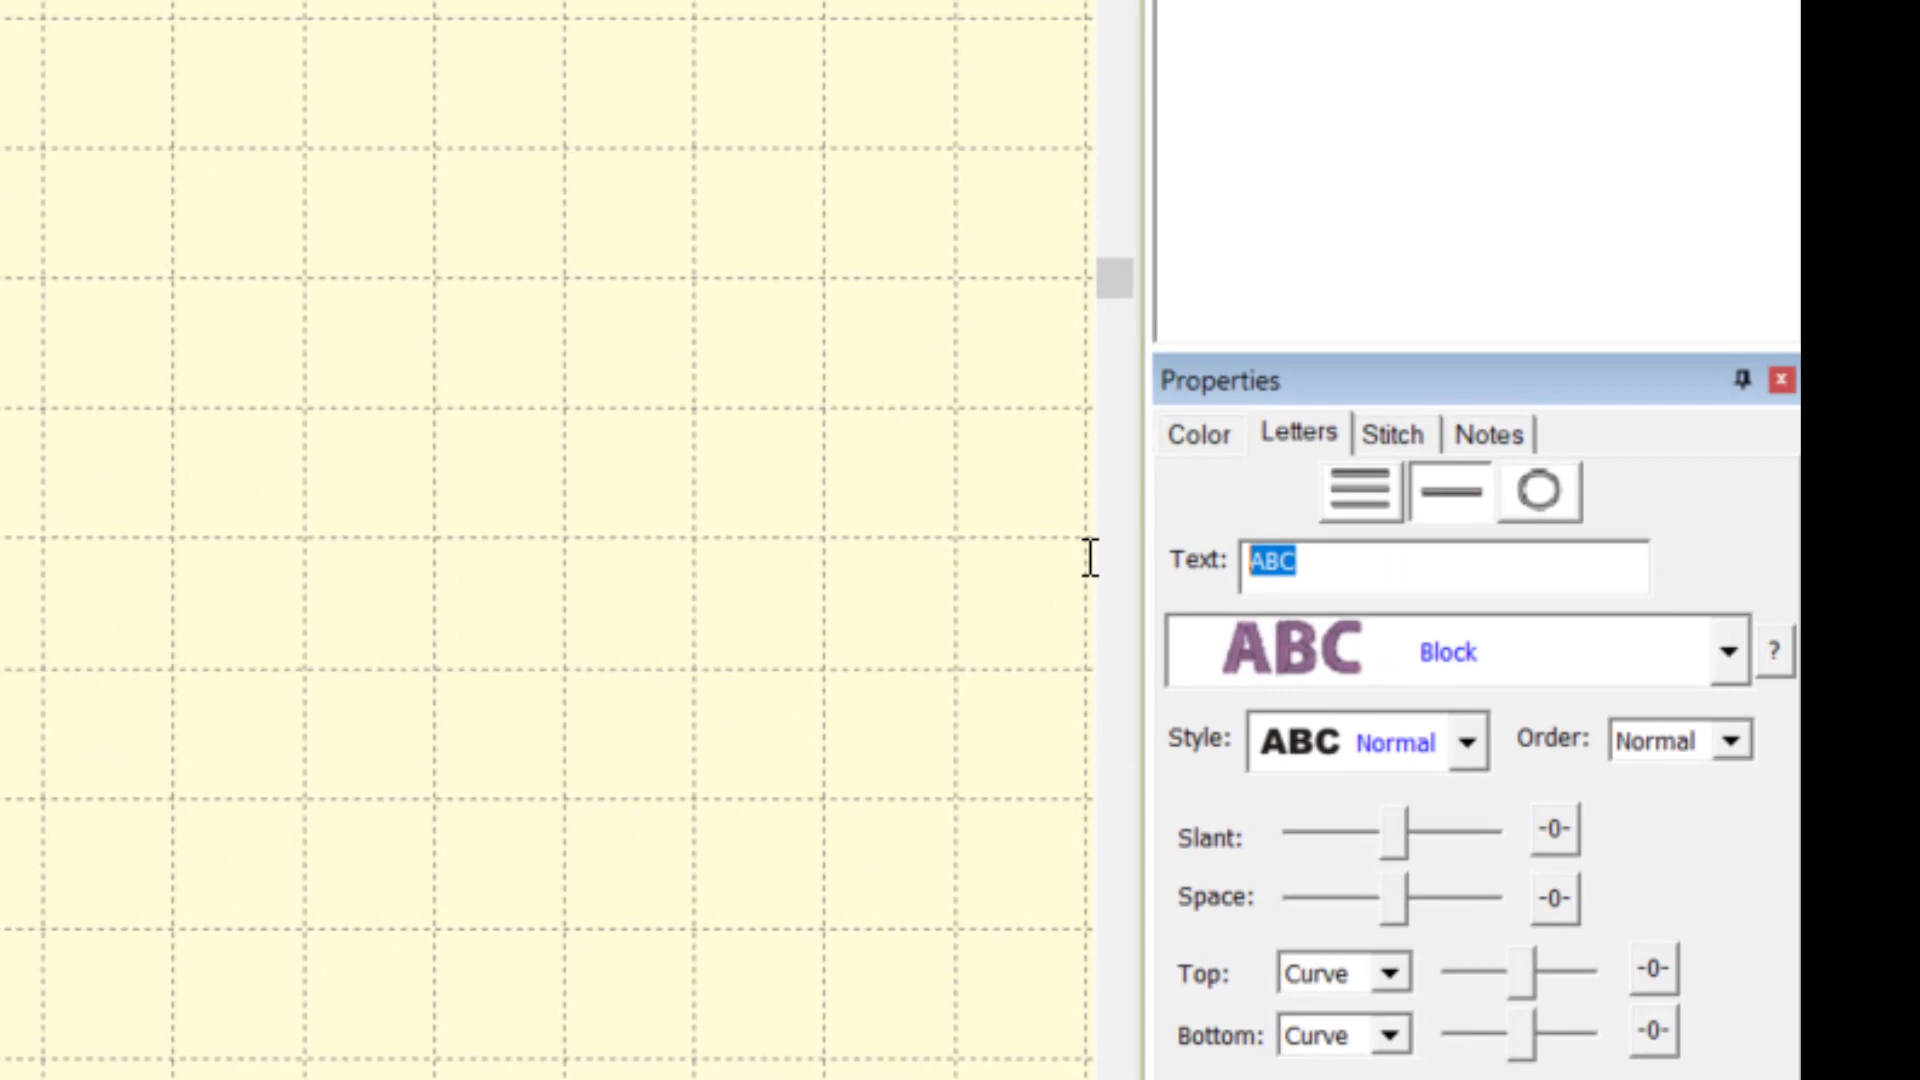 Properties
Color Letters Stitch Notes
Text: ABC
ABC Block ?
Style: ABC Normal Order: Normal
Slant: -0-
Space: -0-
Top: Curve -0-
Bottom: Curve -0-